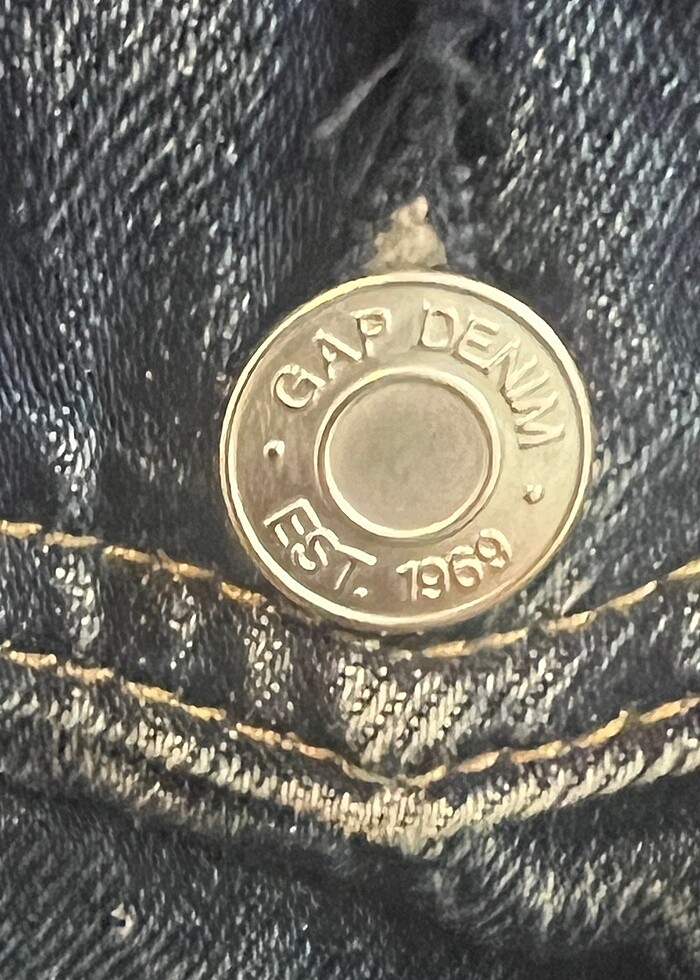 GAP DENIM
EST. 1969